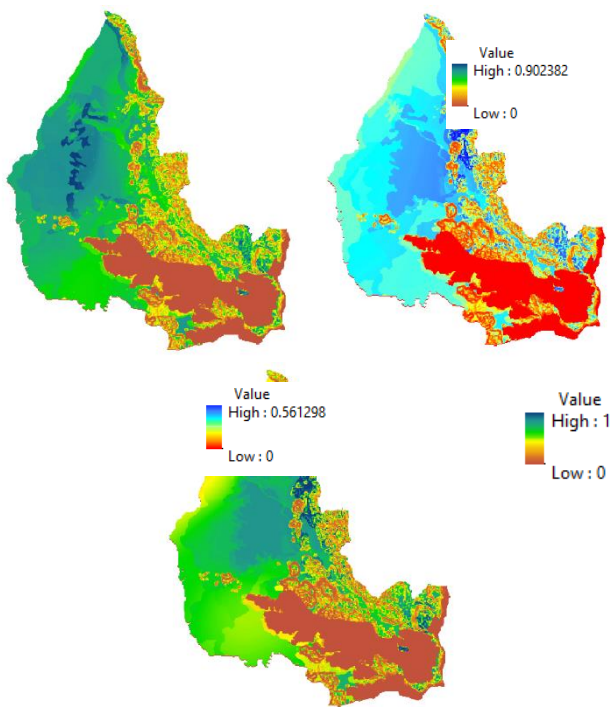 Value
High : 0.902382
Low : 0
Value
High : 0.561298
Low : 0
Value
High : 1
Low : 0